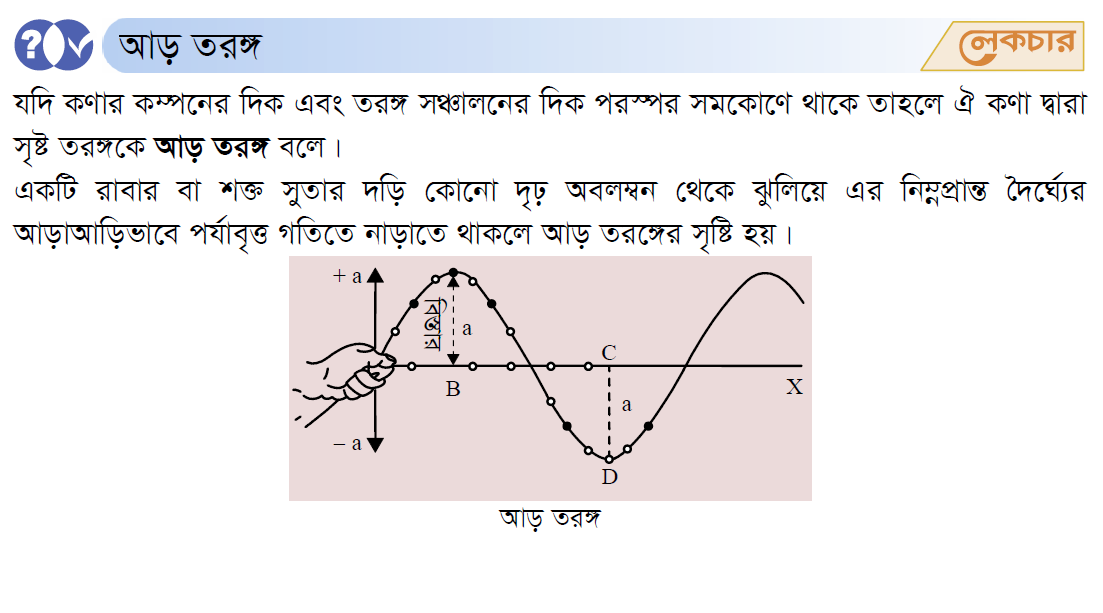 ? আড় তরঙ্গ লেকচার
যদি কণার কম্পনের দিক এবং তরঙ্গ সঞ্চালনের দিক পরস্পর সমকোণে থাকে তাহলে ঐ কণা দ্বারা
সৃষ্ট তরঙ্গকে আড় তরঙ্গ বলে।
একটি রাবার বা শক্ত সুতার দড়ি কোনো দৃঢ় অবলম্বন থেকে ঝুলিয়ে এর নিম্নপ্রান্ত দৈর্ঘ্যের
আড়াআড়িভাবে পর্যাবৃত্ত গতিতে নাড়াতে থাকলে আড় তরঙ্গের সৃষ্টি হয়।
+ a
বিস্তার
a
C
B
X
a
– a
D
আড় তরঙ্গ